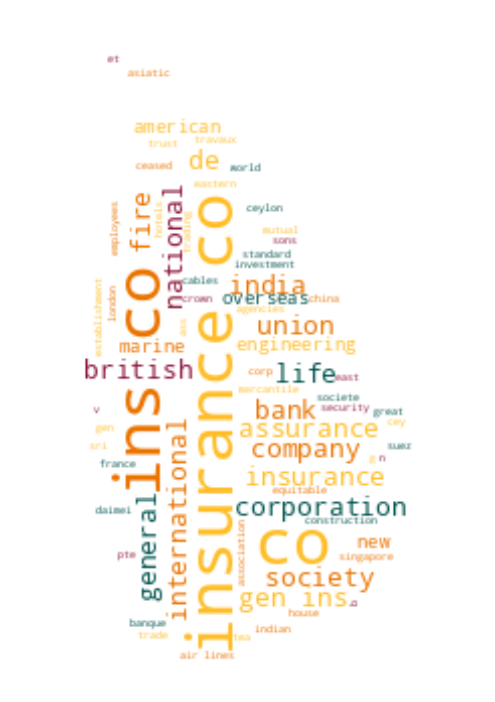 et
asiatic
american
trust
travaux
ceased
de
world
eastern
employees
fire
hotels
national
trading
insurance co
ceylon
mutual
sons
standard
investment
cables
india
crown
overseas
china
agencies
establishment
london
ins co
ass
union
marine
engineering
british
corp
life
east
mercantile
societe
v
bank
security
great
gen
assurance
cey
sri
company
suez
g
n
france
international
insurance
equitable
general
corporation
daimei
construction
association
co
new
pte
singapore
society
gen ins
house
banque
indian
trade
tea
air lines